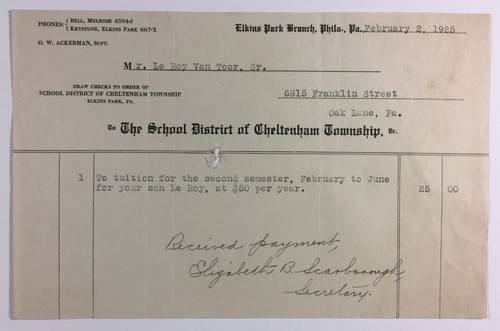 PHONES: { BELL, MELROSE 4594-J
KEYSTONE, ELKINS PARK 667-X
Elkins Park Branch, Phila., Pa., February 2, 1925
O. W. ACKERMAN, SUPT.
Mr. Le Roy Van Toor, Sr.
DRAW CHECKS TO ORDER OF
SCHOOL DISTRICT OF CHELTENHAM TOWNSHIP
ELKINS PARK, PA.
6815 Franklin Street
Oak Lane, Pa.
To The School District of Cheltenham Township, Dr.
1 To tuition for the second semester, February to June
for your son Le Roy, at $50 per year. 25 00
Received payment,
Elizabeth B. Scarborough,
Secretary.